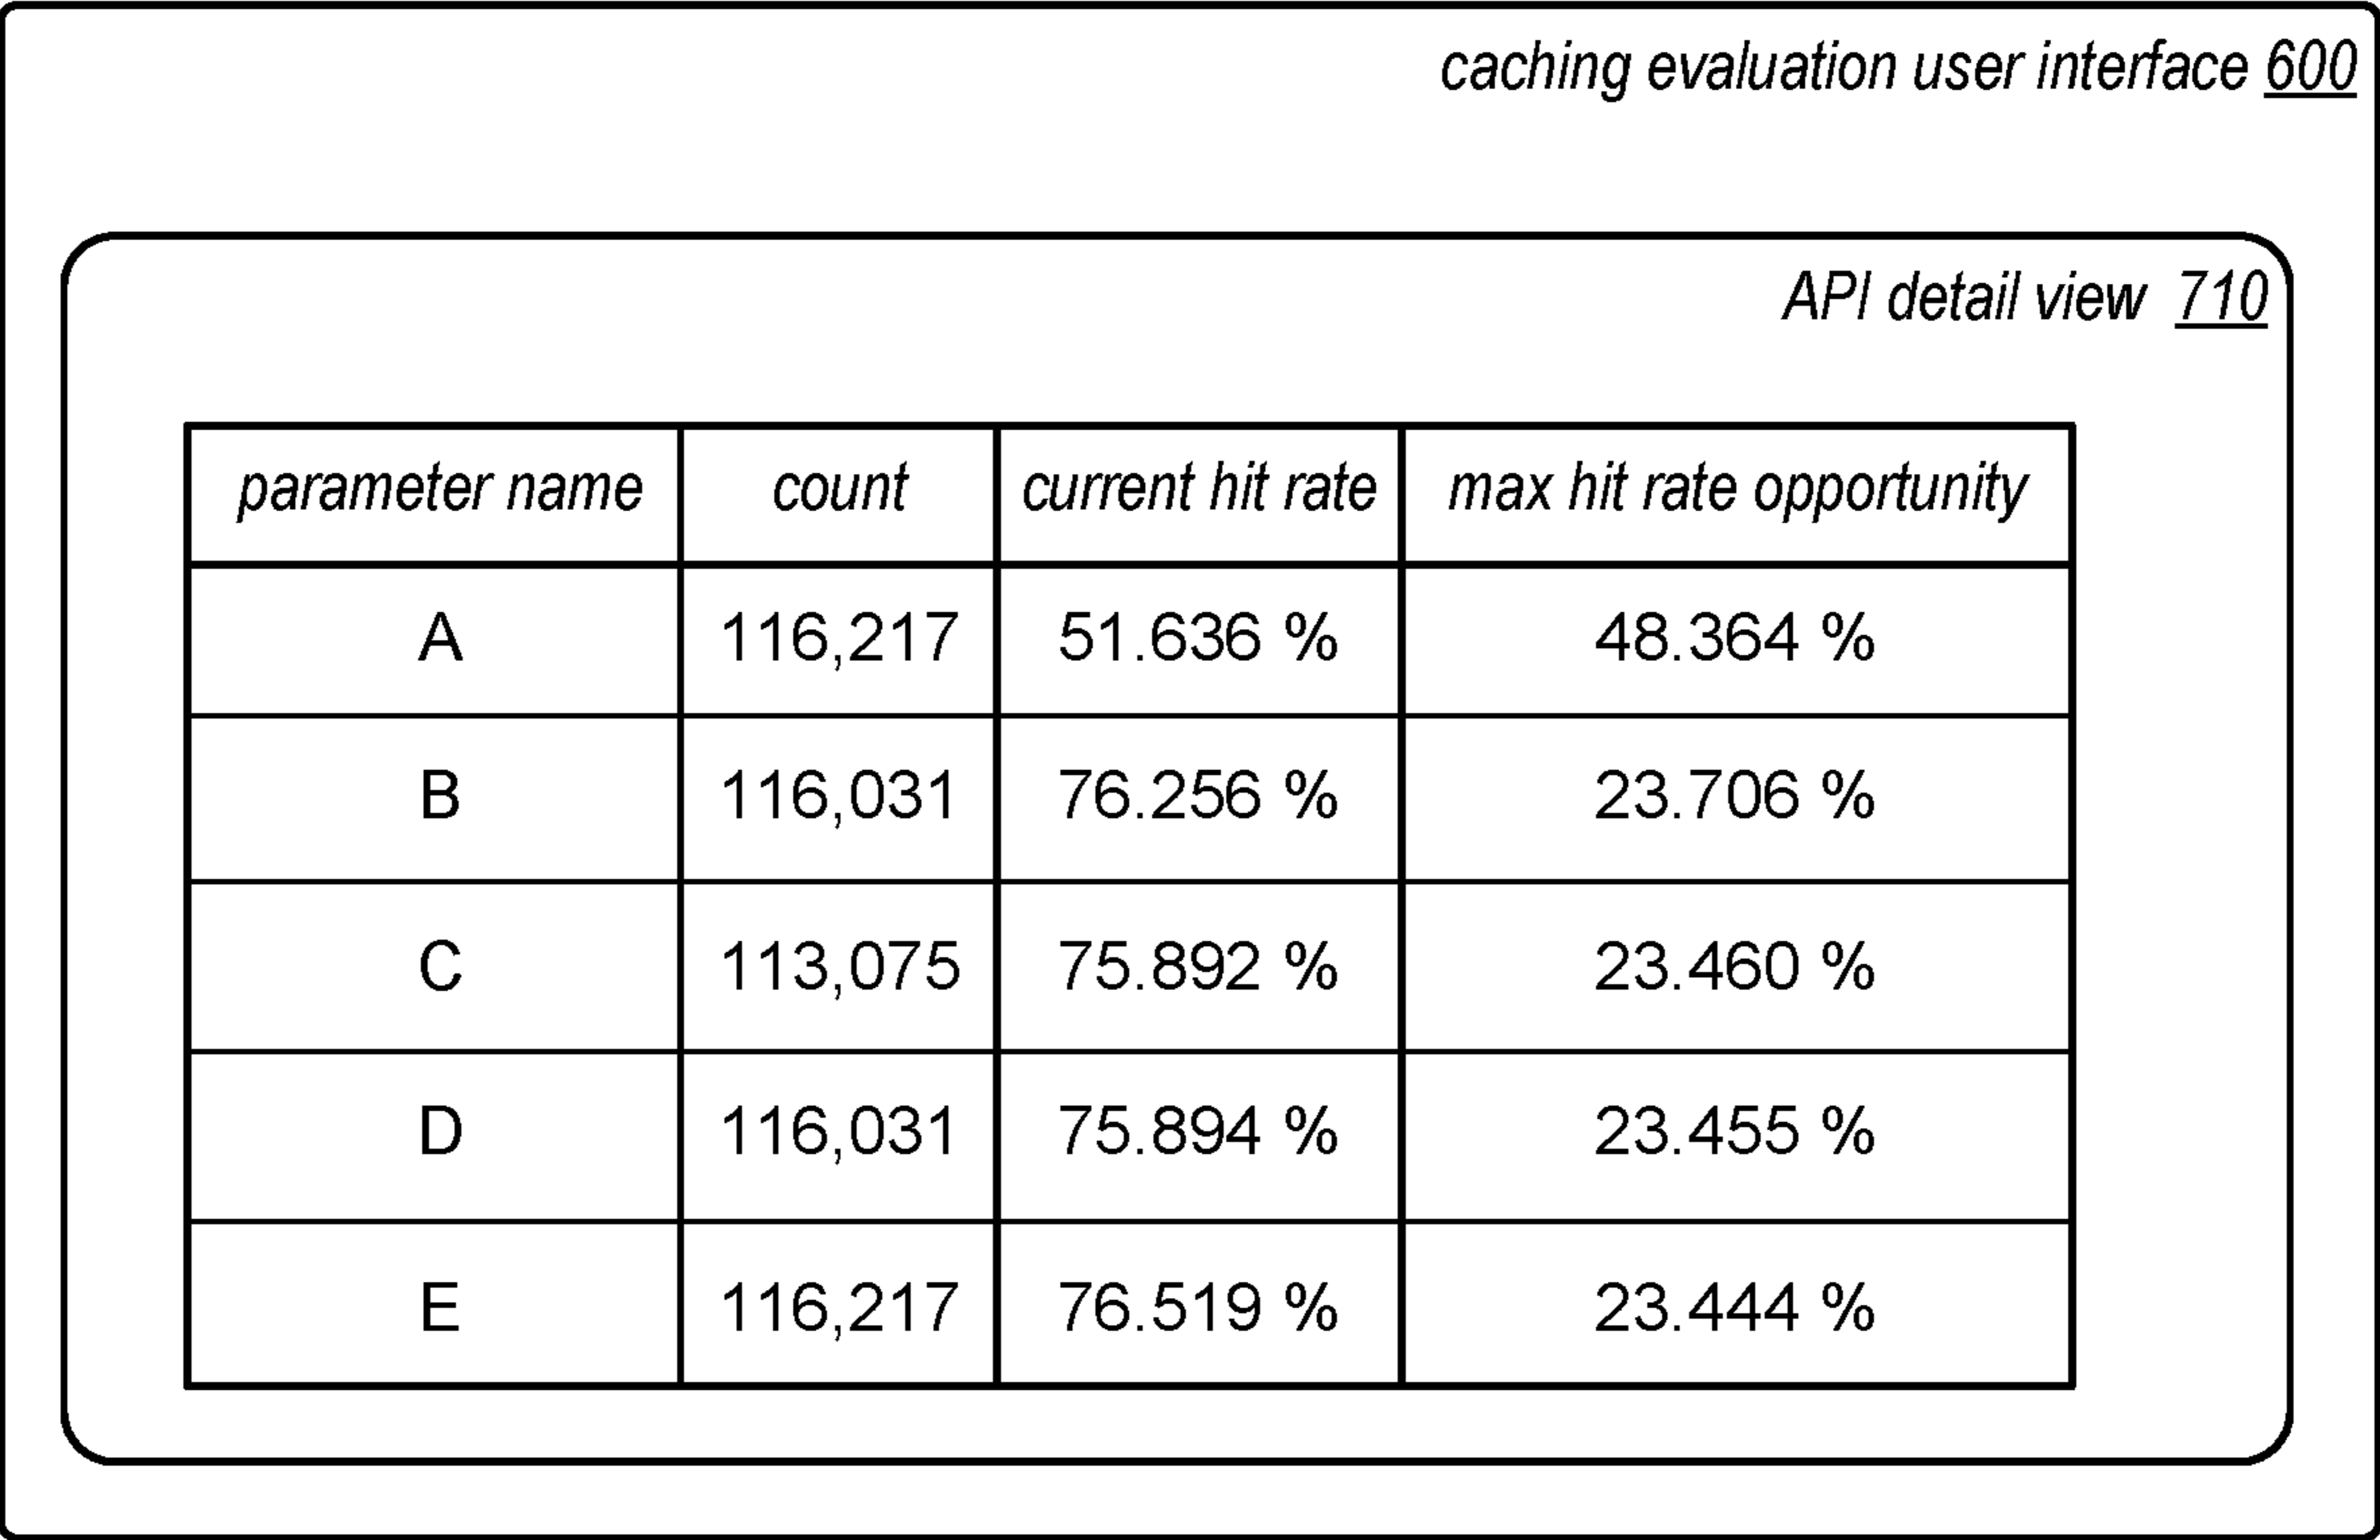 caching evaluation user interface 600
API detail view 710
parameter name count current hit rate max hit rate opportunity
A 116,217 51.636 % 48.364 %
B 116,031 76.256 % 23.706 %
C 113,075 75.892 % 23.460 %
D 116,031 75.894 % 23.455 %
E 116,217 76.519 % 23.444 %